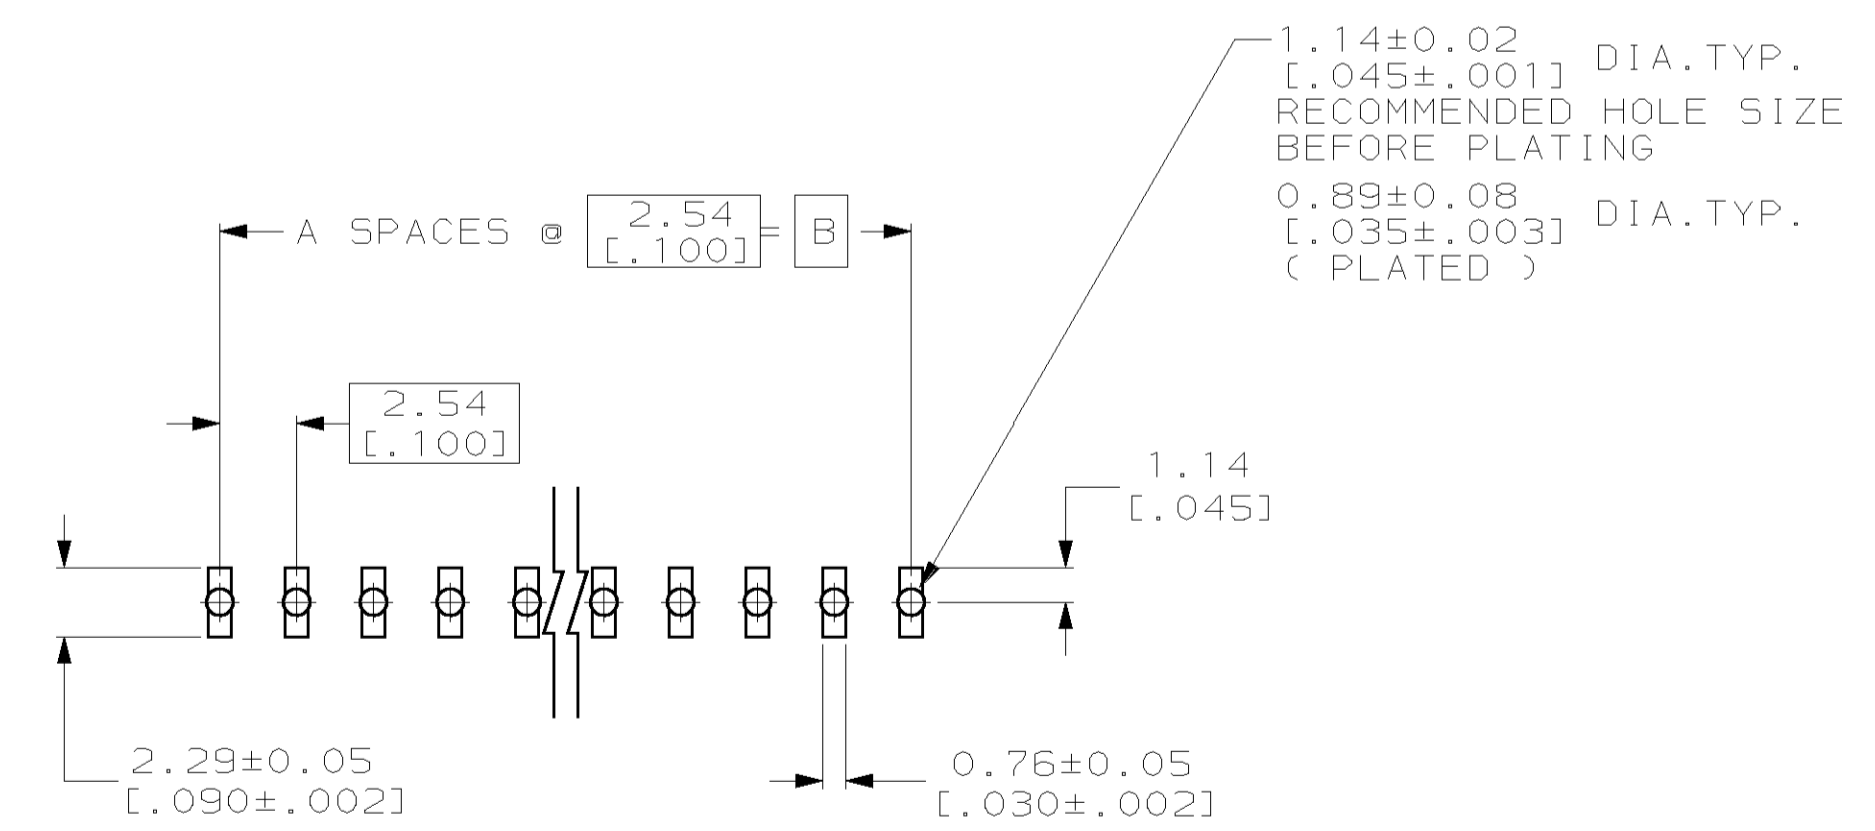 1.14±0.02
[.045±.001] DIA.TYP.
RECOMMENDED HOLE SIZE
BEFORE PLATING
0.89±0.08
[.035±.003] DIA.TYP.
( PLATED )
A SPACES @ 2.54 = B
[.100]
2.54
[.100]
1.14
[.045]
2.29±0.05
[.090±.002]
0.76±0.05
[.030±.002]